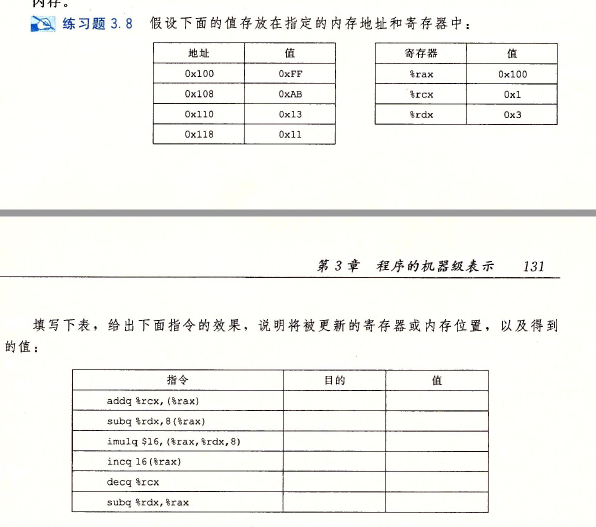 内存。
练习题 3.8 假设下面的值存放在指定的内存地址和寄存器中：
地址 值
0x100 0xFF
0x108 0xAB
0x110 0x13
0x118 0x11
寄存器 值
%rax 0x100
%rcx 0x1
%rdx 0x3
第 3 章 程序的机器级表示 131
填写下表，给出下面指令的效果，说明将被更新的寄存器或内存位置，以及得到
的值：
指令 目的 值
addq %rcx,(%rax)
subq %rdx,8(%rax)
imulq $16,(%rax,%rdx,8)
incq 16(%rax)
decq %rcx
subq %rdx,%rax